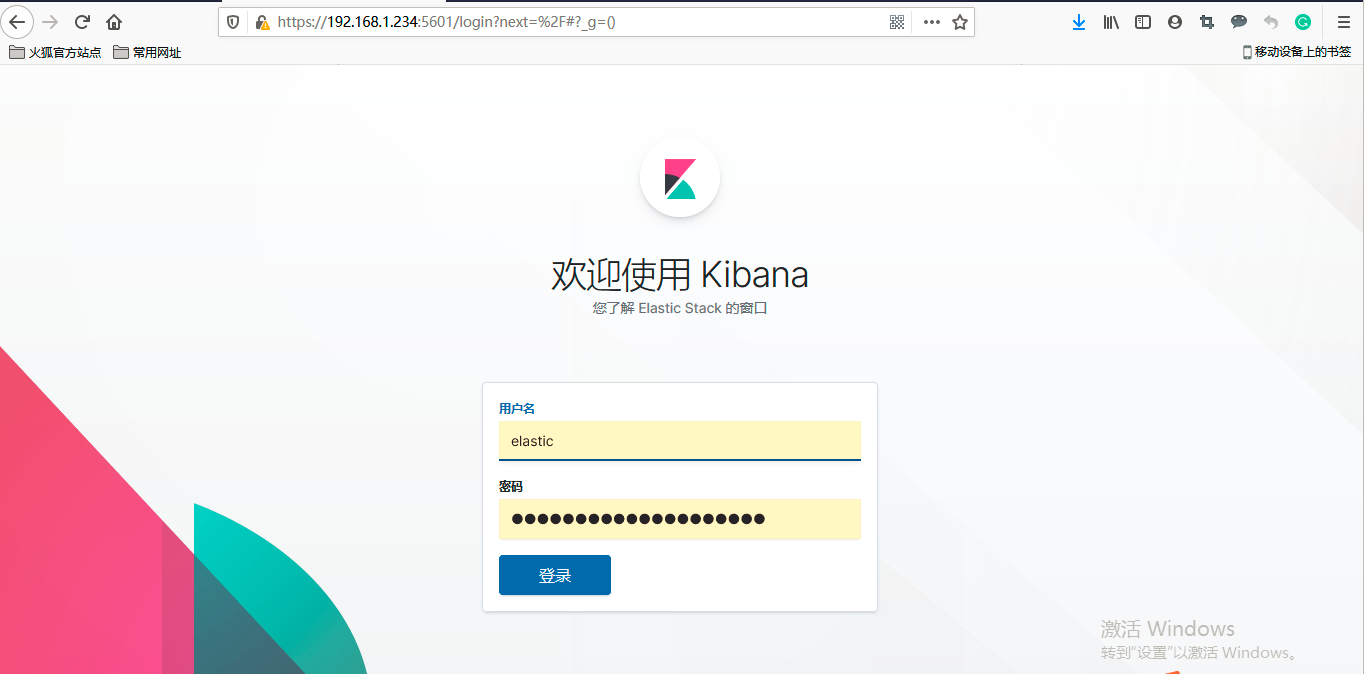 https://192.168.1.234:5601/login?next=%2F#?_g=()
火狐官方站点 常用网址 移动设备上的书签
欢迎使用 Kibana
您了解 Elastic Stack 的窗口
用户名
elastic
密码
●●●●●●●●●●●●●●●●●●●●
登录
激活 Windows
转到“设置”以激活 Windows。